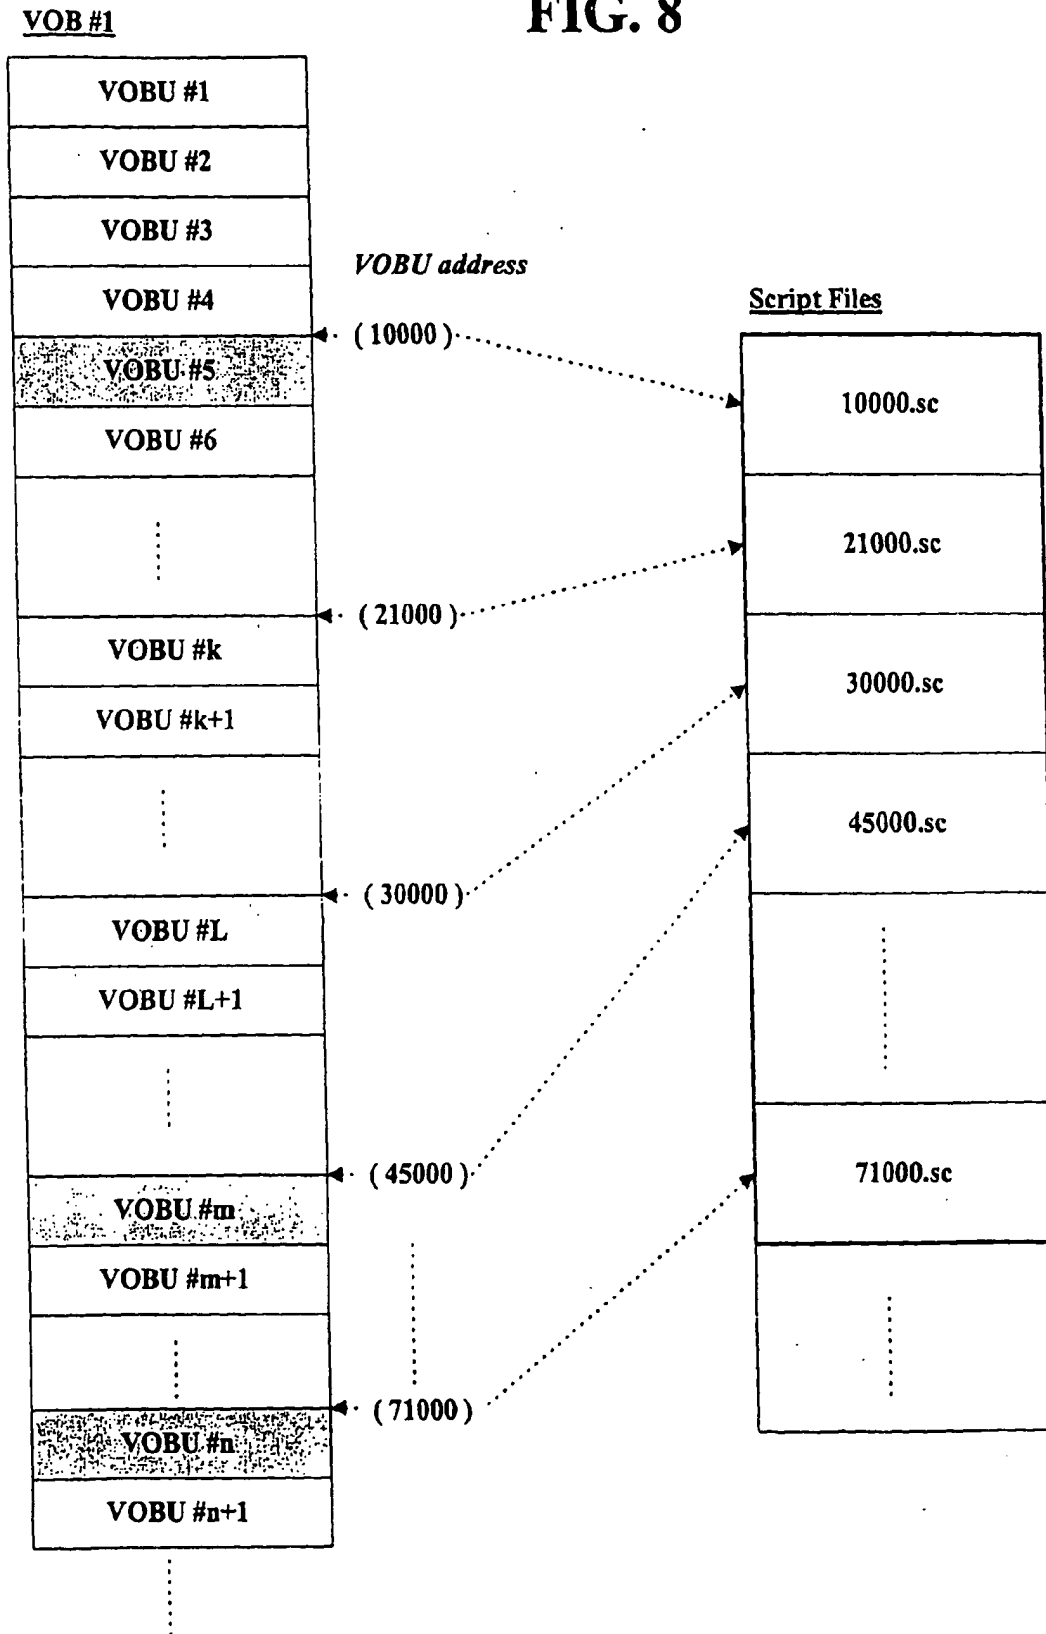 FIG. 8
VOB #1
VOBU #1
VOBU #2
VOBU #3
VOBU #4
VOBU #5
VOBU #6
VOBU #k
VOBU #k+1
VOBU #L
VOBU #L+1
VOBU #m
VOBU #m+1
VOBU #n
VOBU #n+1
VOBU address
(10000)
(21000)
(30000)
(45000)
(71000)
Script Files
10000.sc
21000.sc
30000.sc
45000.sc
71000.sc